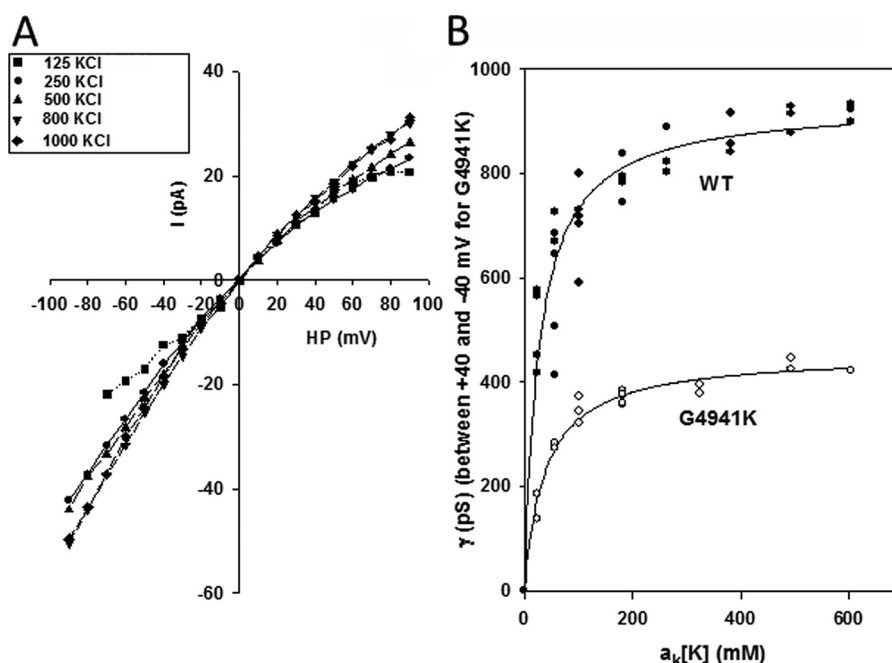 A
125 KCl
250 KCl
500 KCl
800 KCl
1000 KCl
I (pA)
40
20
0
-20
-40
-60
-100 -80 -60 -40 -20 0 20 40 60 80 100
HP (mV)
B
γ (pS) (between +40 and -40 mV for G4941K)
1000
800
600
400
200
0
WT
G4941K
0 200 400 600
ak[K] (mM)